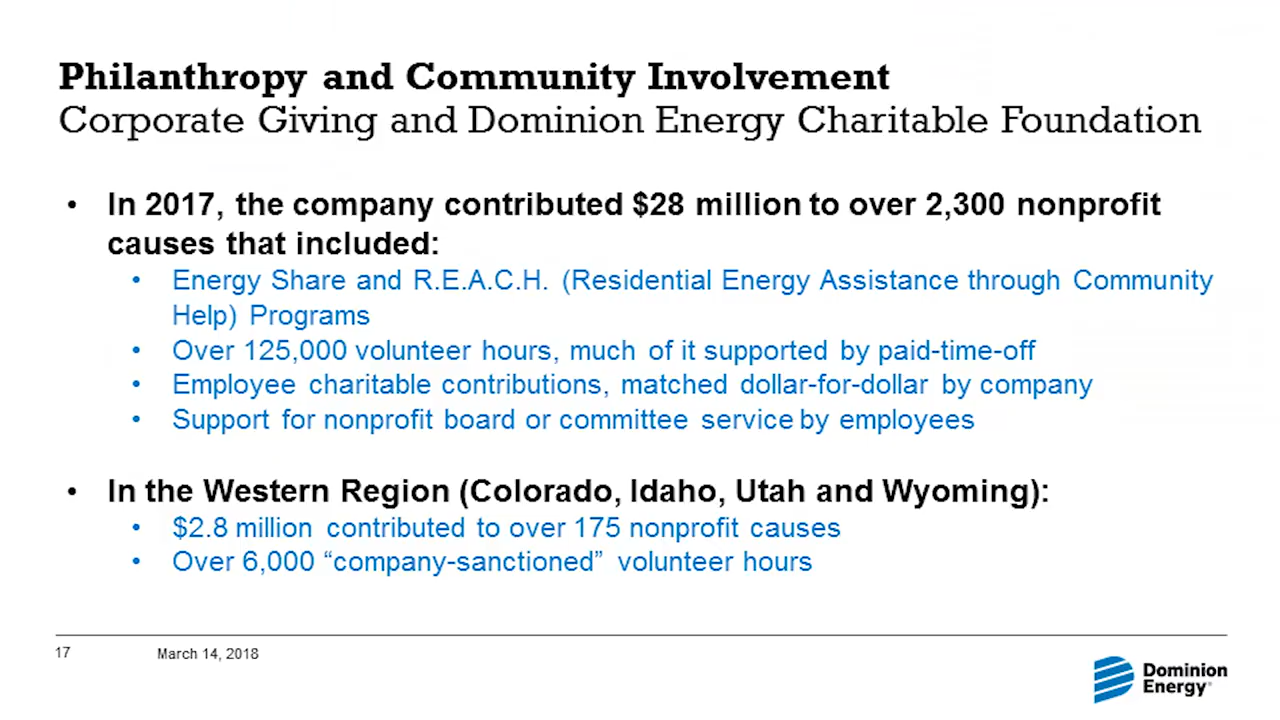 Philanthropy and Community Involvement
Corporate Giving and Dominion Energy Charitable Foundation
• In 2017, the company contributed $28 million to over 2,300 nonprofit
causes that included:
• Energy Share and R.E.A.C.H. (Residential Energy Assistance through Community
Help) Programs
• Over 125,000 volunteer hours, much of it supported by paid-time-off
• Employee charitable contributions, matched dollar-for-dollar by company
• Support for nonprofit board or committee service by employees
• In the Western Region (Colorado, Idaho, Utah and Wyoming):
• $2.8 million contributed to over 175 nonprofit causes
• Over 6,000 “company-sanctioned” volunteer hours
17 March 14, 2018
Dominion
Energy®